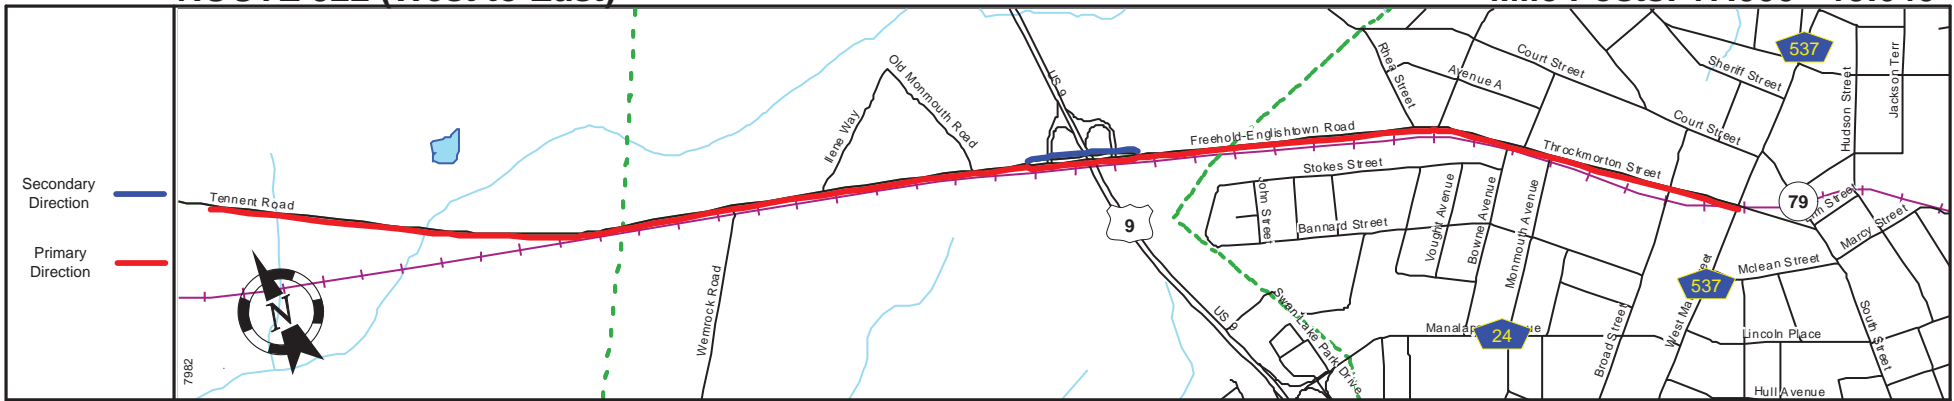 Secondary
Direction
Primary
Direction
7982
N
Tennent Road
Ilene Way
Old Monmouth Road
Wemrock Road
US 9
9
US 9
Freehold-Englishtown Road
Rhea Street
Avenue A
Court Street
Sheriff Street
537
Hudson Street
Jackson Terr
Court Street
Throckmorton Street
Stokes Street
John Street
Bannard Street
Vought Avenue
Bowne Avenue
Monmouth Avenue
79
Marcy Street
Mclean Street
537
24
Swan Lake Park Drive
Broad Street
Lincoln Place
South Street
Hull Avenue